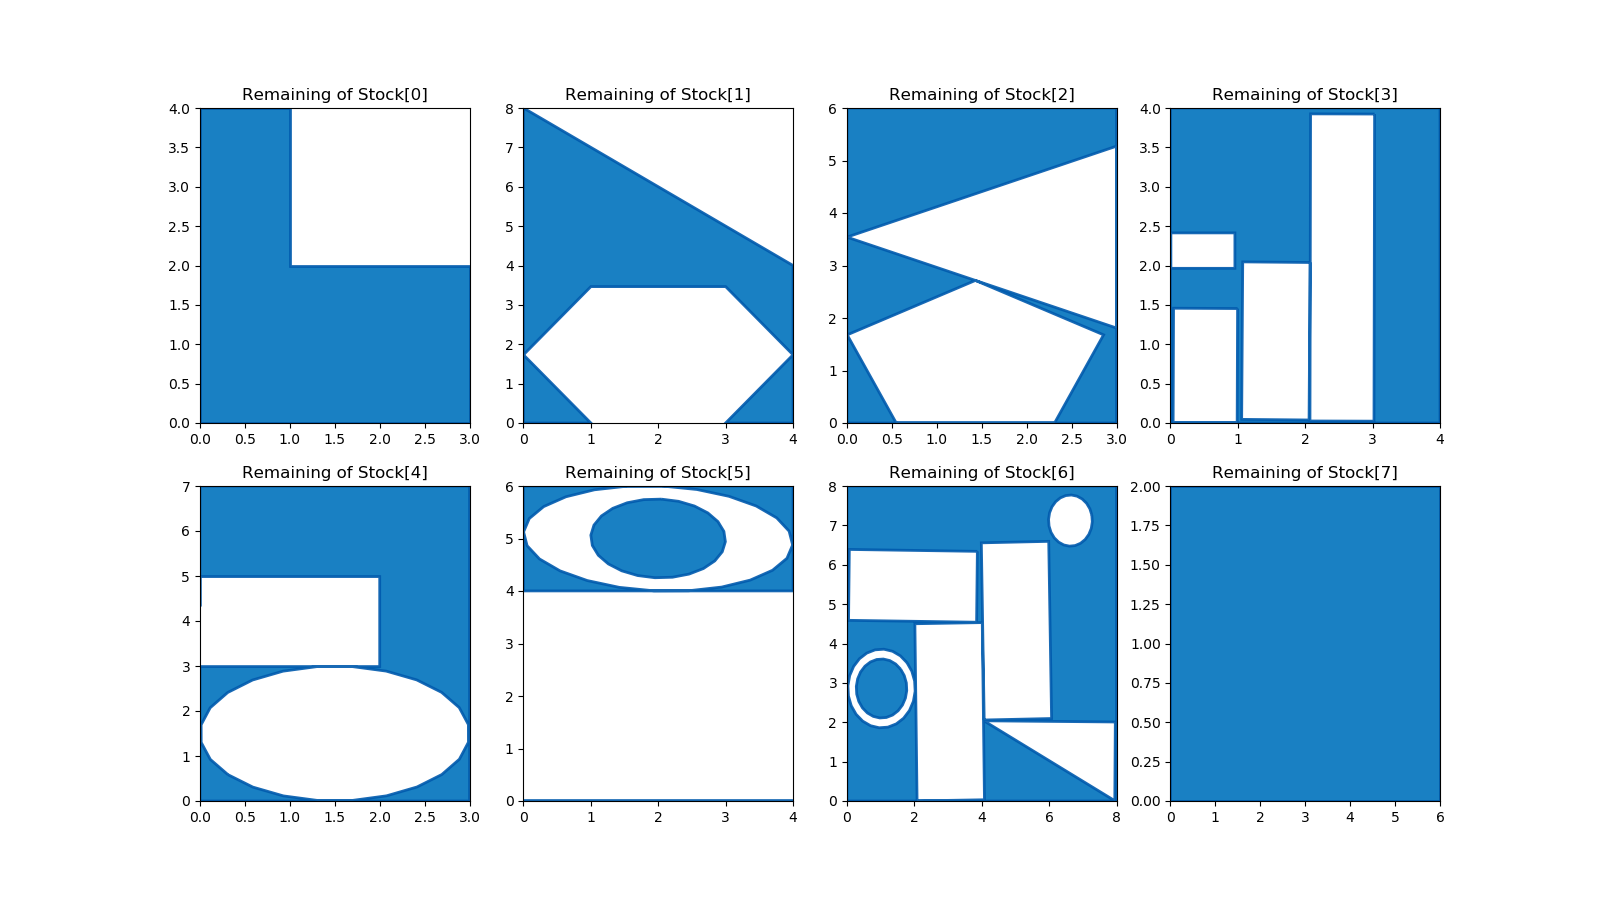 Remaining of Stock[0] Remaining of Stock[1] Remaining of Stock[2] Remaining of Stock[3]
4.0 8 6 4.0
3.5 7 3.5
3.0 6 5 3.0
2.5 5 4 2.5
2.0 4 3 2.0
1.5 3 1.5
1.0 2 2 1.0
0.5 1 1 0.5
0.0 0 0 0.0
0.0 0.5 1.0 1.5 2.0 2.5 3.0 0 1 2 3 4 0.0 0.5 1.0 1.5 2.0 2.5 3.0 0 1 2 3 4
Remaining of Stock[4] Remaining of Stock[5] Remaining of Stock[6] Remaining of Stock[7]
7 6 8 2.00
6 5 7 1.75
5 4 6 1.50
4 3 5 1.25
3 2 4 1.00
2 1 3 0.75
1 2 0.50
1 0.25
0 0 0 0.00
0.0 0.5 1.0 1.5 2.0 2.5 3.0 0 1 2 3 4 0 2 4 6 8 0 1 2 3 4 5 6